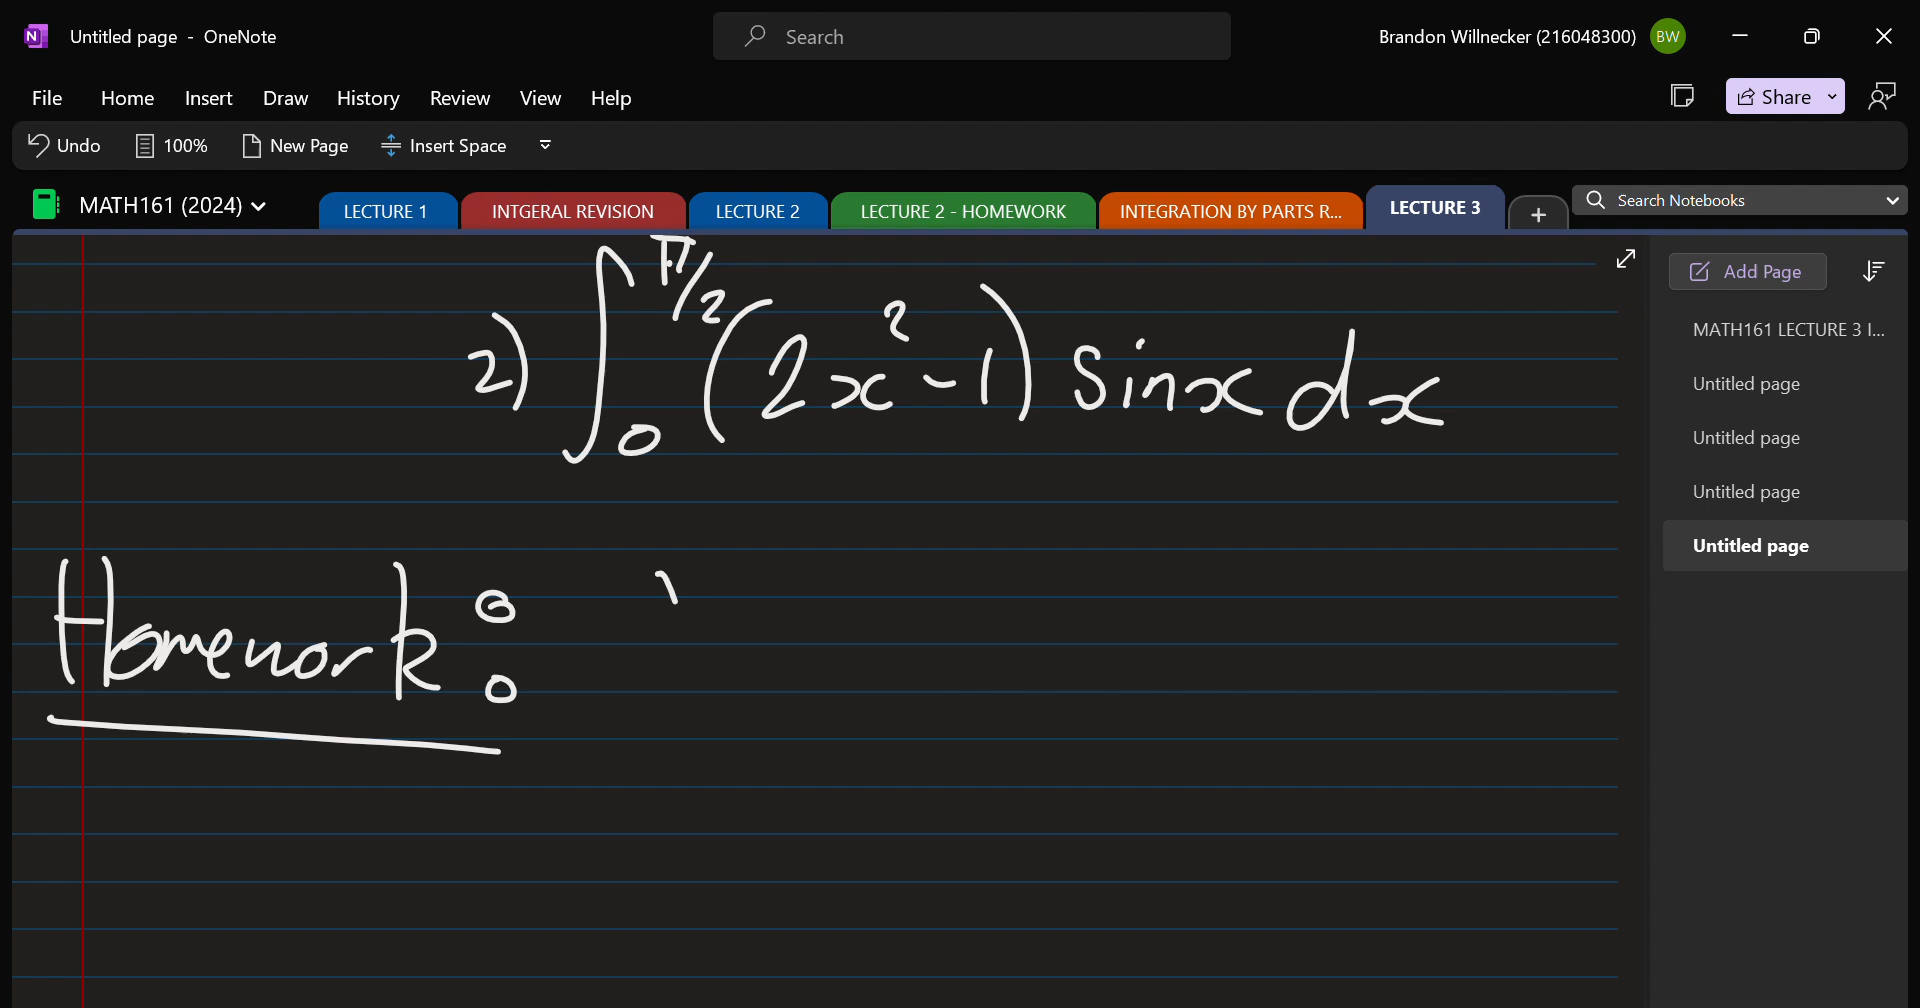 Untitled page - OneNote
Search
Brandon Willnecker (216048300) BW
File Home Insert Draw History Review View Help
Share
Undo 100% New Page Insert Space
MATH161 (2024) LECTURE 1 INTGERAL REVISION LECTURE 2 LECTURE 2 - HOMEWORK INTEGRATION BY PARTS R... LECTURE 3 + Search Notebooks
Add Page
MATH161 LECTURE 3 I...
Untitled page
Untitled page
Untitled page
Untitled page
2) ∫₀^(π/2) (2x² - 1) sinx dx
Homework :